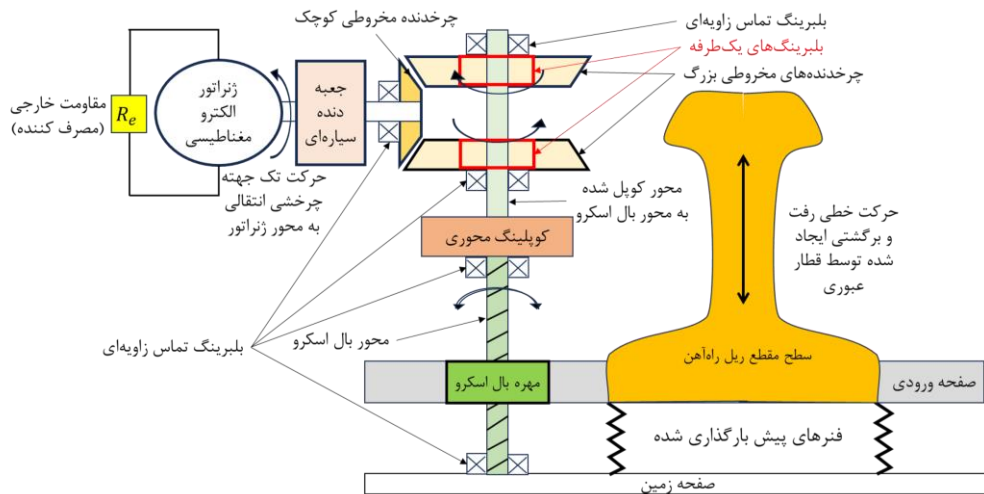 چرخدنده مخروطی کوچک
بلبرینگ تماس زاویه‌ای
بلبرینگ‌های یک‌طرفه
چرخدنده‌های مخروطی بزرگ
مقاومت خارجی
(مصرف کننده)
R_e
ژنراتور
الکترو
مغناطیسی
جعبه
دنده
سیاره‌ای
حرکت تک جهته
چرخشی انتقالی
به محور ژنراتور
محور کوپل شده
به محور بال اسکرو
کوپلینگ محوری
حرکت خطی رفت
و برگشتی ایجاد
شده توسط قطار
عبوری
بلبرینگ تماس زاویه‌ای
محور بال اسکرو
سطح مقطع ریل راه‌آهن
مهره بال اسکرو
صفحه ورودی
فنرهای پیش بارگذاری شده
صفحه زمین